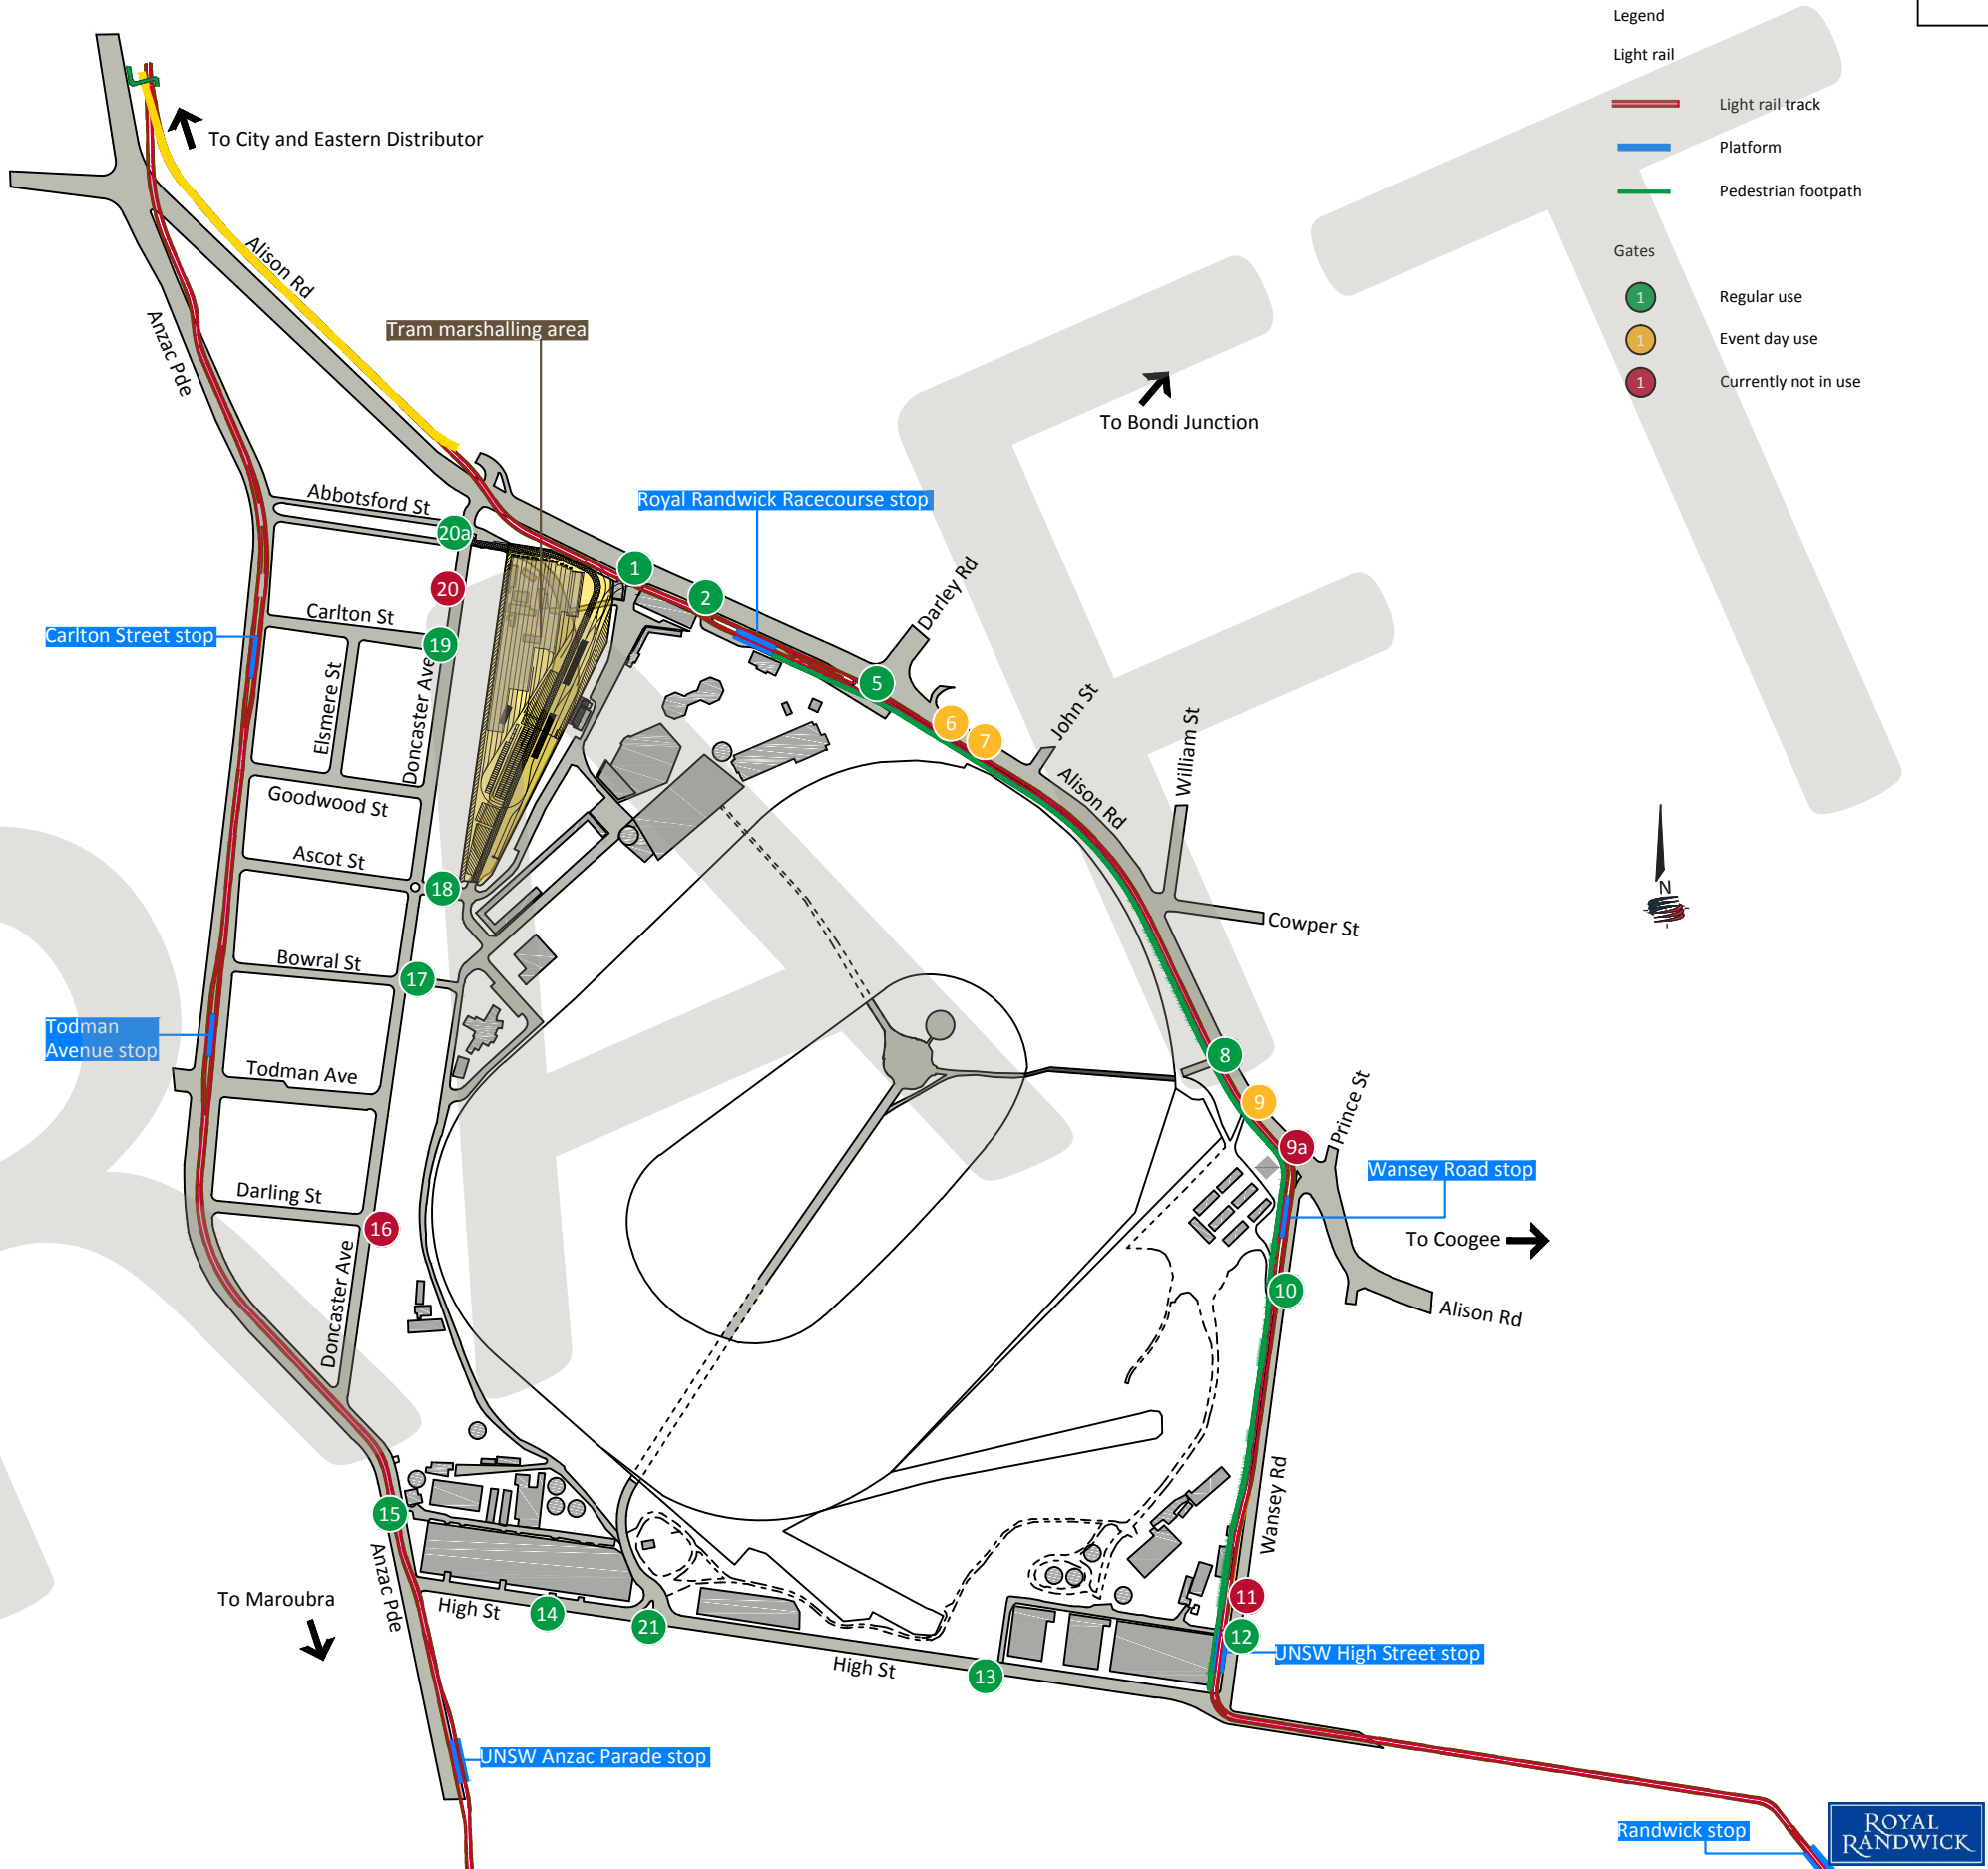 Legend
Light rail
Light rail track
Platform
Pedestrian footpath
Gates
1 Regular use
1 Event day use
1 Currently not in use
To City and Eastern Distributor
Alison Rd
Anzac Pde
Tram marshalling area
To Bondi Junction
Abbotsford St
Royal Randwick Racecourse stop
20a
1
20
2
Darley Rd
Carlton St
Carlton Street stop
19
Elsmere St
Doncaster Ave
5
6
7
John St
William St
Alison Rd
Goodwood St
Ascot St
18
Cowper St
N
Bowral St
17
Todman
Avenue stop
Todman Ave
8
9
Prince St
9a
Wansey Road stop
Darling St
16
To Coogee
10
Alison Rd
Doncaster Ave
Wansey Rd
15
Anzac Pde
To Maroubra
High St
14
21
11
12
UNSW High Street stop
High St
13
UNSW Anzac Parade stop
Randwick stop
ROYAL
RANDWICK